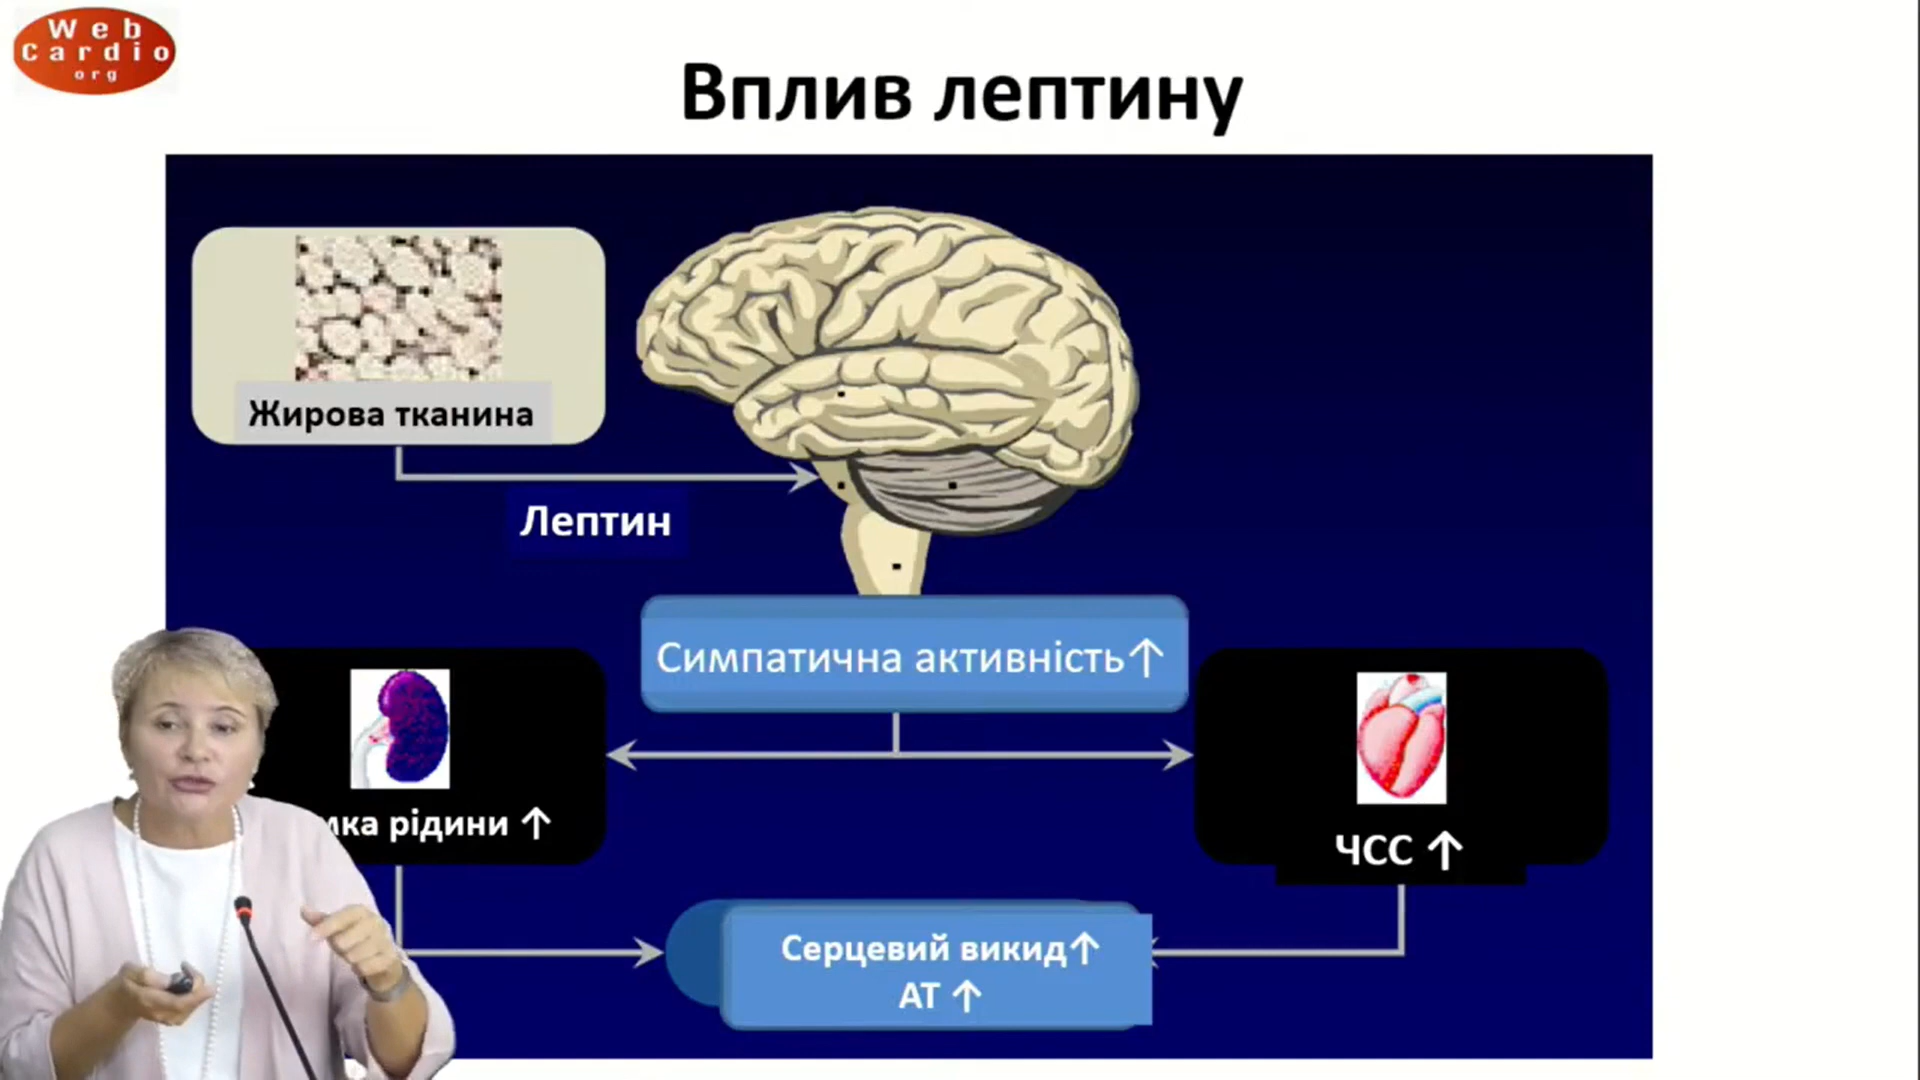 Web
Cardio
org
Вплив лептину
Жирова тканина
Лептин
Симпатична активність↑
рідини ↑
ЧСС ↑
Серцевий викид↑
АТ ↑